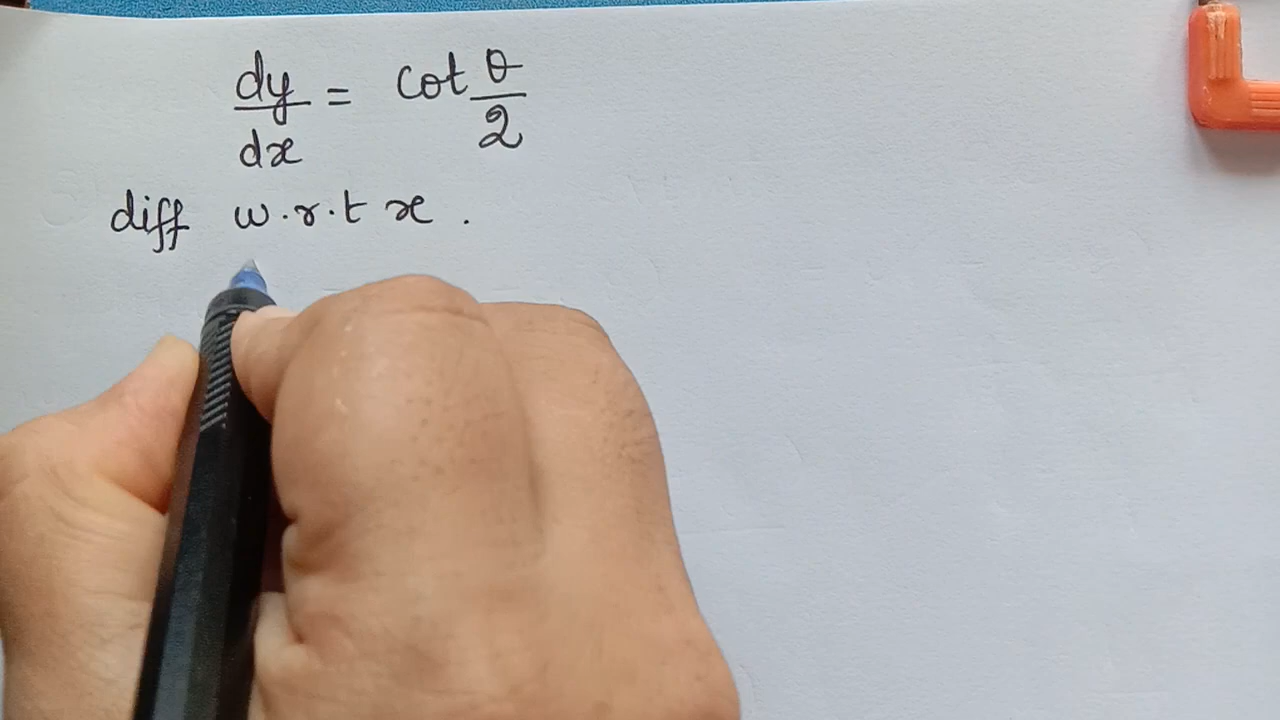 dy/dx = cot θ/2
diff w.r.t x .